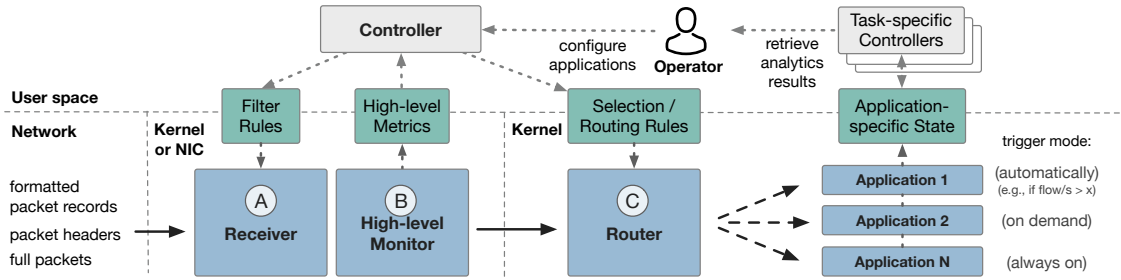 Controller
configure
applications
Operator
retrieve
analytics
results
Task-specific
Controllers
User space
Filter
Rules
High-level
Metrics
Selection /
Routing Rules
Application-
specific State
Network
Kernel
or NIC
Kernel
trigger mode:
formatted
packet records
packet headers
full packets
A
Receiver
B
High-level
Monitor
C
Router
Application 1
(automatically)
(e.g., if flow/s > x)
Application 2
(on demand)
Application N
(always on)